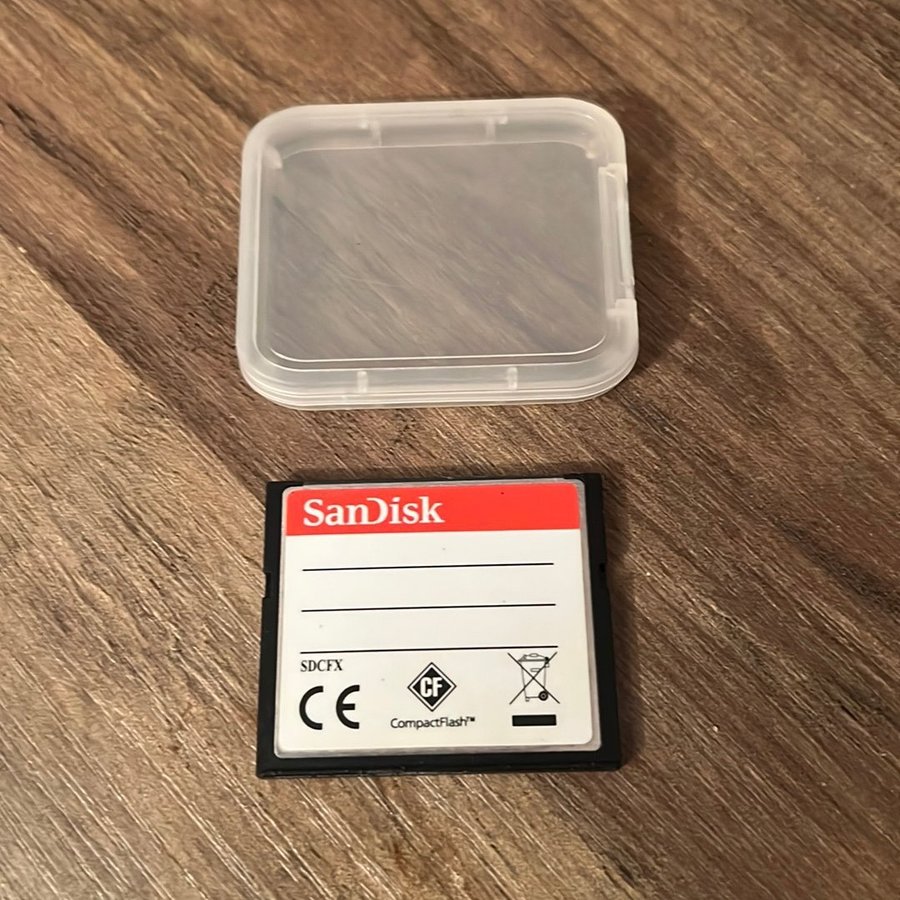 SanDisk
SDCFX
CE
CF
CompactFlash™